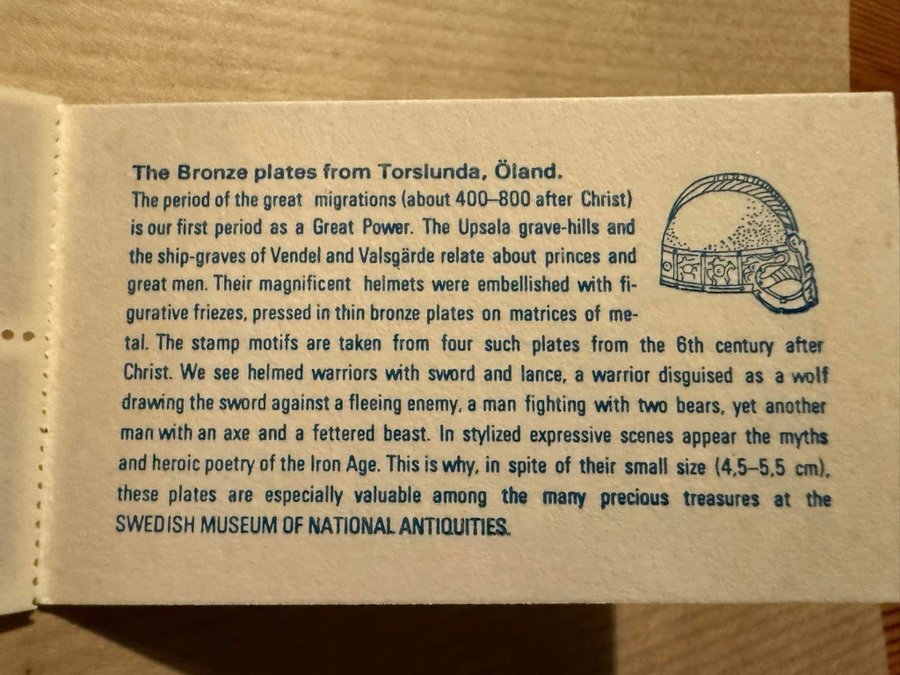 The Bronze plates from Torslunda, Öland.
The period of the great migrations (about 400–800 after Christ)
is our first period as a Great Power. The Upsala grave-hills and
the ship-graves of Vendel and Valsgärde relate about princes and
great men. Their magnificent helmets were embellished with fi-
gurative friezes, pressed in thin bronze plates on matrices of me-
tal. The stamp motifs are taken from four such plates from the 6th century after
Christ. We see helmed warriors with sword and lance, a warrior disguised as a wolf
drawing the sword against a fleeing enemy, a man fighting with two bears, yet another
man with an axe and a fettered beast. In stylized expressive scenes appear the myths
and heroic poetry of the Iron Age. This is why, in spite of their small size (4,5–5,5 cm),
these plates are especially valuable among the many precious treasures at the
SWEDISH MUSEUM OF NATIONAL ANTIQUITIES.